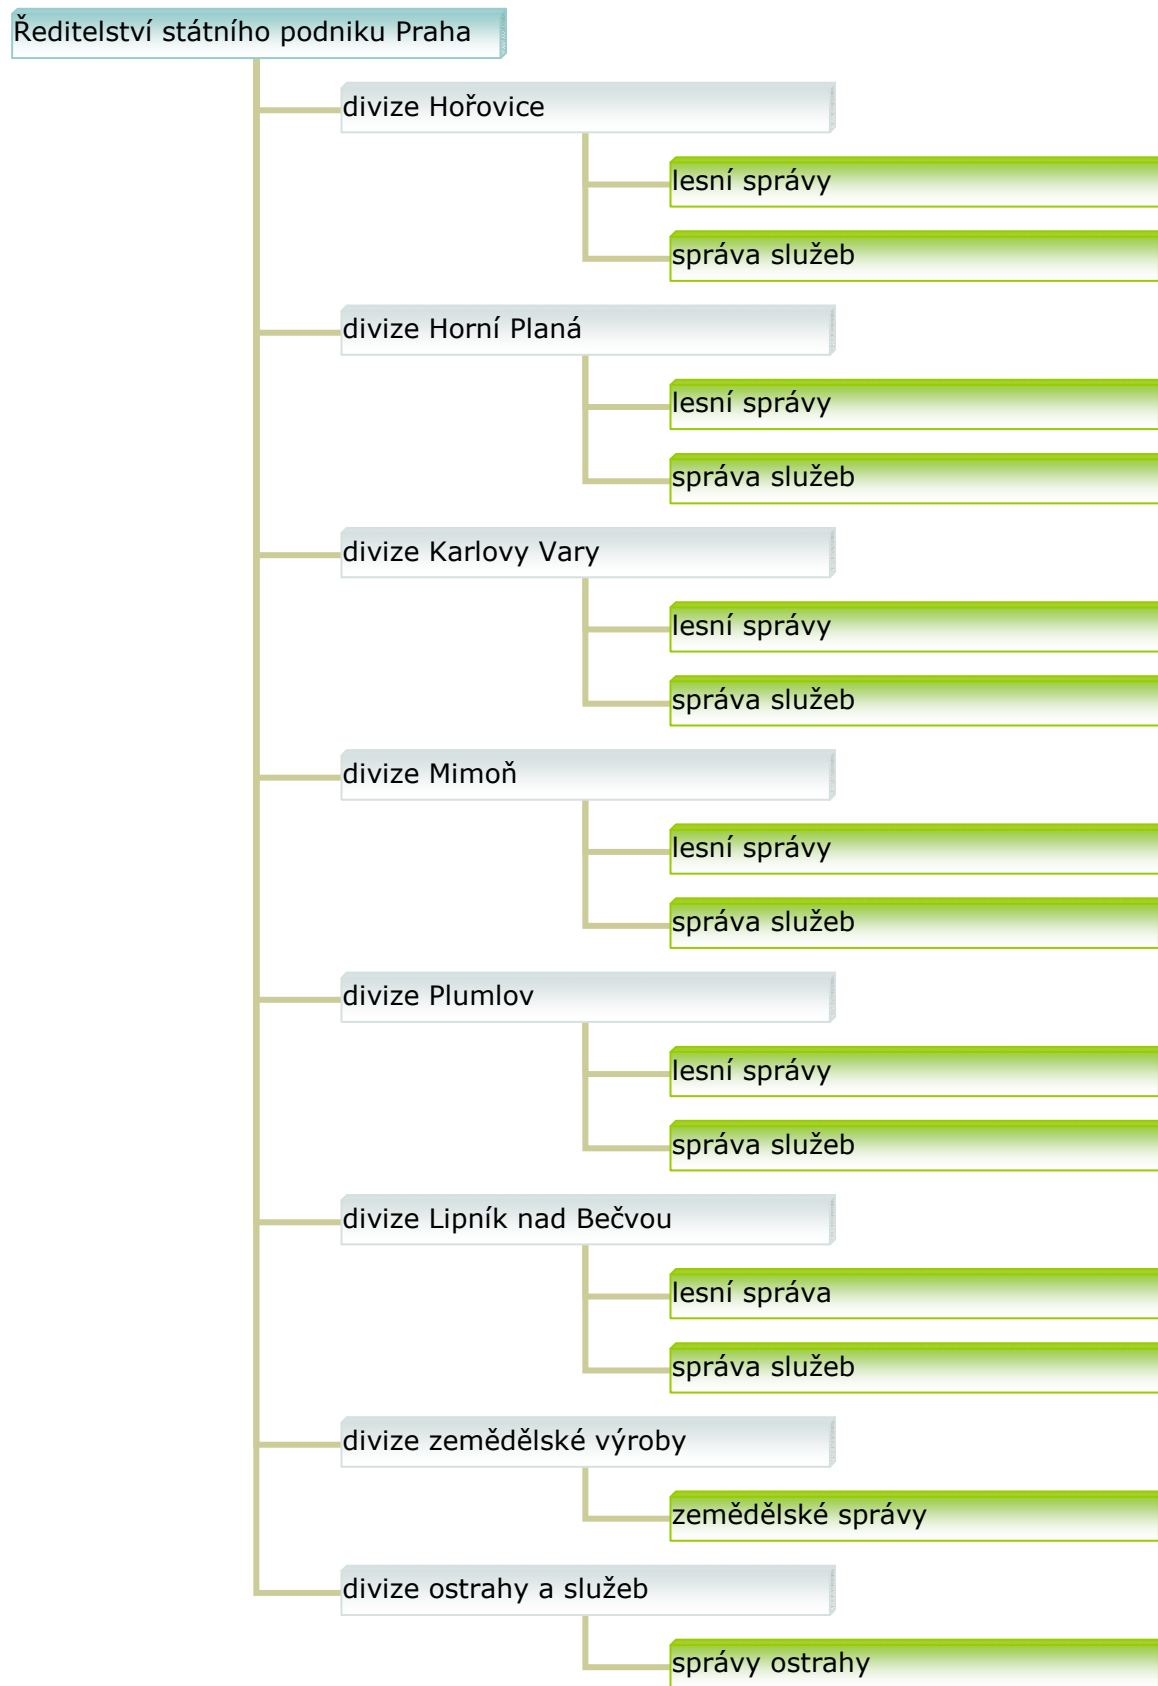 Ředitelství státního podniku Praha
divize Hořovice
lesní správy
správa služeb
divize Horní Planá
lesní správy
správa služeb
divize Karlovy Vary
lesní správy
správa služeb
divize Mimoň
lesní správy
správa služeb
divize Plumlov
lesní správy
správa služeb
divize Lipník nad Bečvou
lesní správa
správa služeb
divize zemědělské výroby
zemědělské správy
divize ostrahy a služeb
správy ostrahy